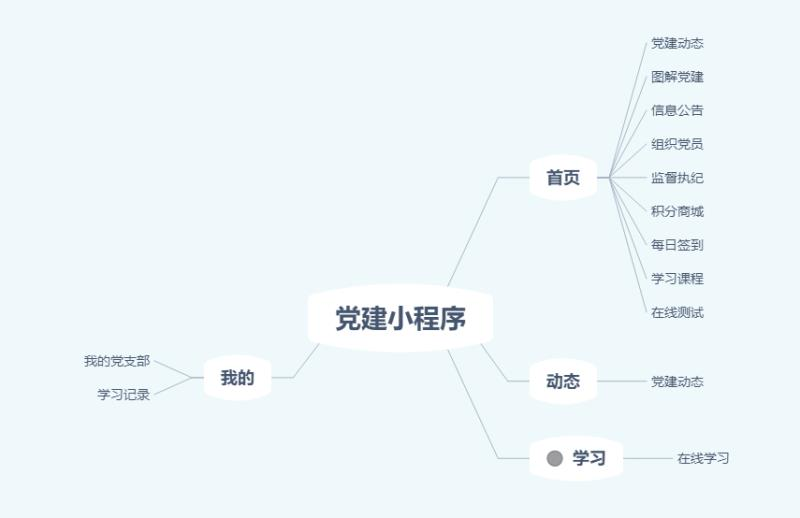 党建小程序
首页
党建动态
图解党建
信息公告
组织党员
监督执纪
积分商城
每日签到
学习课程
在线测试
动态
党建动态
学习
在线学习
我的
我的党支部
学习记录